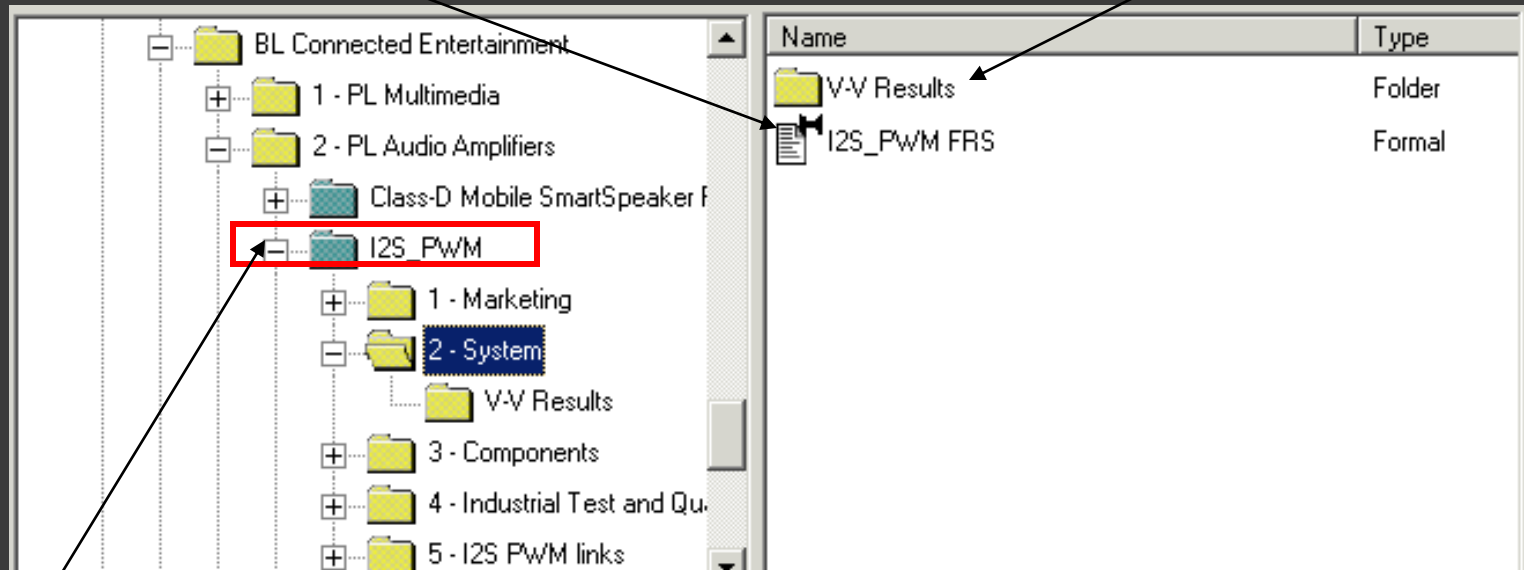 BL Connected Entertainment
1 - PL Multimedia
2 - PL Audio Amplifiers
Class-D Mobile SmartSpeaker
I2S_PWM
1 - Marketing
2 - System
V-V Results
3 - Components
4 - Industrial Test and Qu
5 - I2S PWM links
Name Type
V-V Results Folder
I2S_PWM FRS Formal